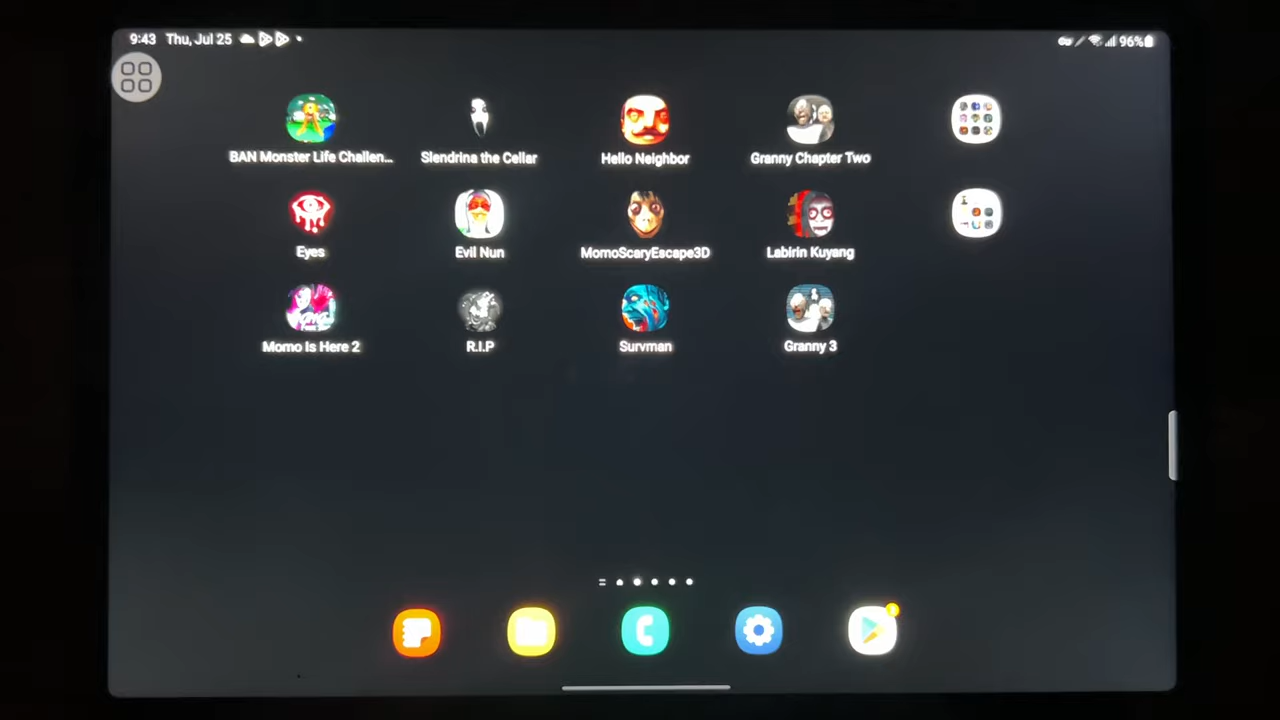 9:43 Thu, Jul 25 96%
BAN Monster Life Challen... Slendrina the Cellar Hello Neighbor Granny Chapter Two
Eyes Evil Nun MomoScaryEscape3D Labirin Kuyang
Momo Is Here 2 R.I.P Survman Granny 3